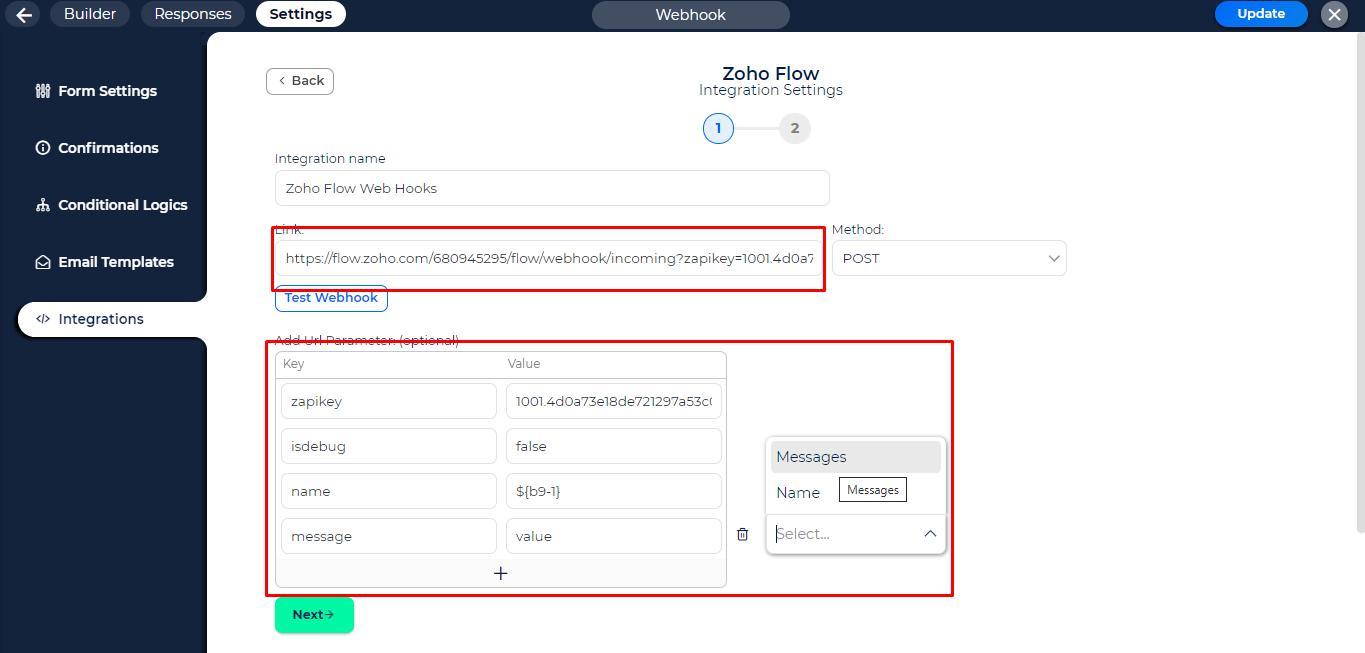 Builder Responses Settings Webhook Update
Form Settings
Confirmations
Conditional Logics
Email Templates
Integrations
Back
Zoho Flow
Integration Settings
1 2
Integration name
Zoho Flow Web Hooks
Link: Method:
https://flow.zoho.com/680945295/flow/webhook/incoming?zapikey=1001.4d0a7 POST
Test Webhook
Add Url Parameter: (optional)
Key Value
zapikey 1001.4d0a73e18de721297a53c
isdebug false
name ${b9-1}
message value
+
Messages
Name Messages
Select...
Next→